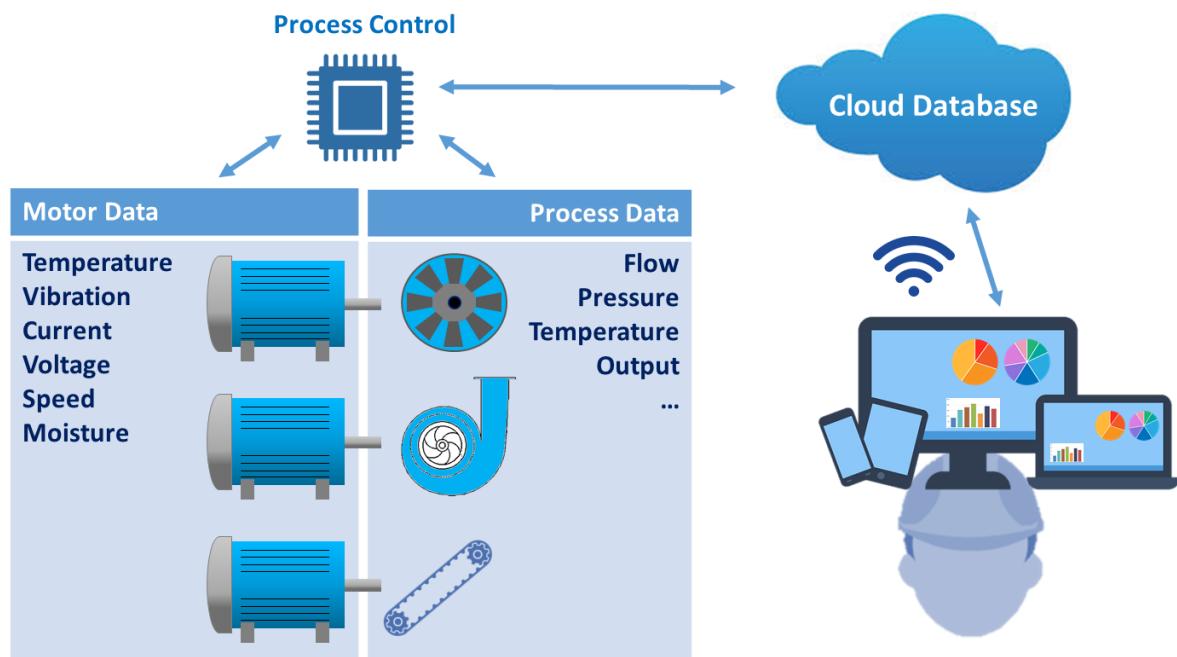 Process Control
Cloud Database
Motor Data
Process Data
Temperature
Vibration
Current
Voltage
Speed
Moisture
Flow
Pressure
Temperature
Output
...